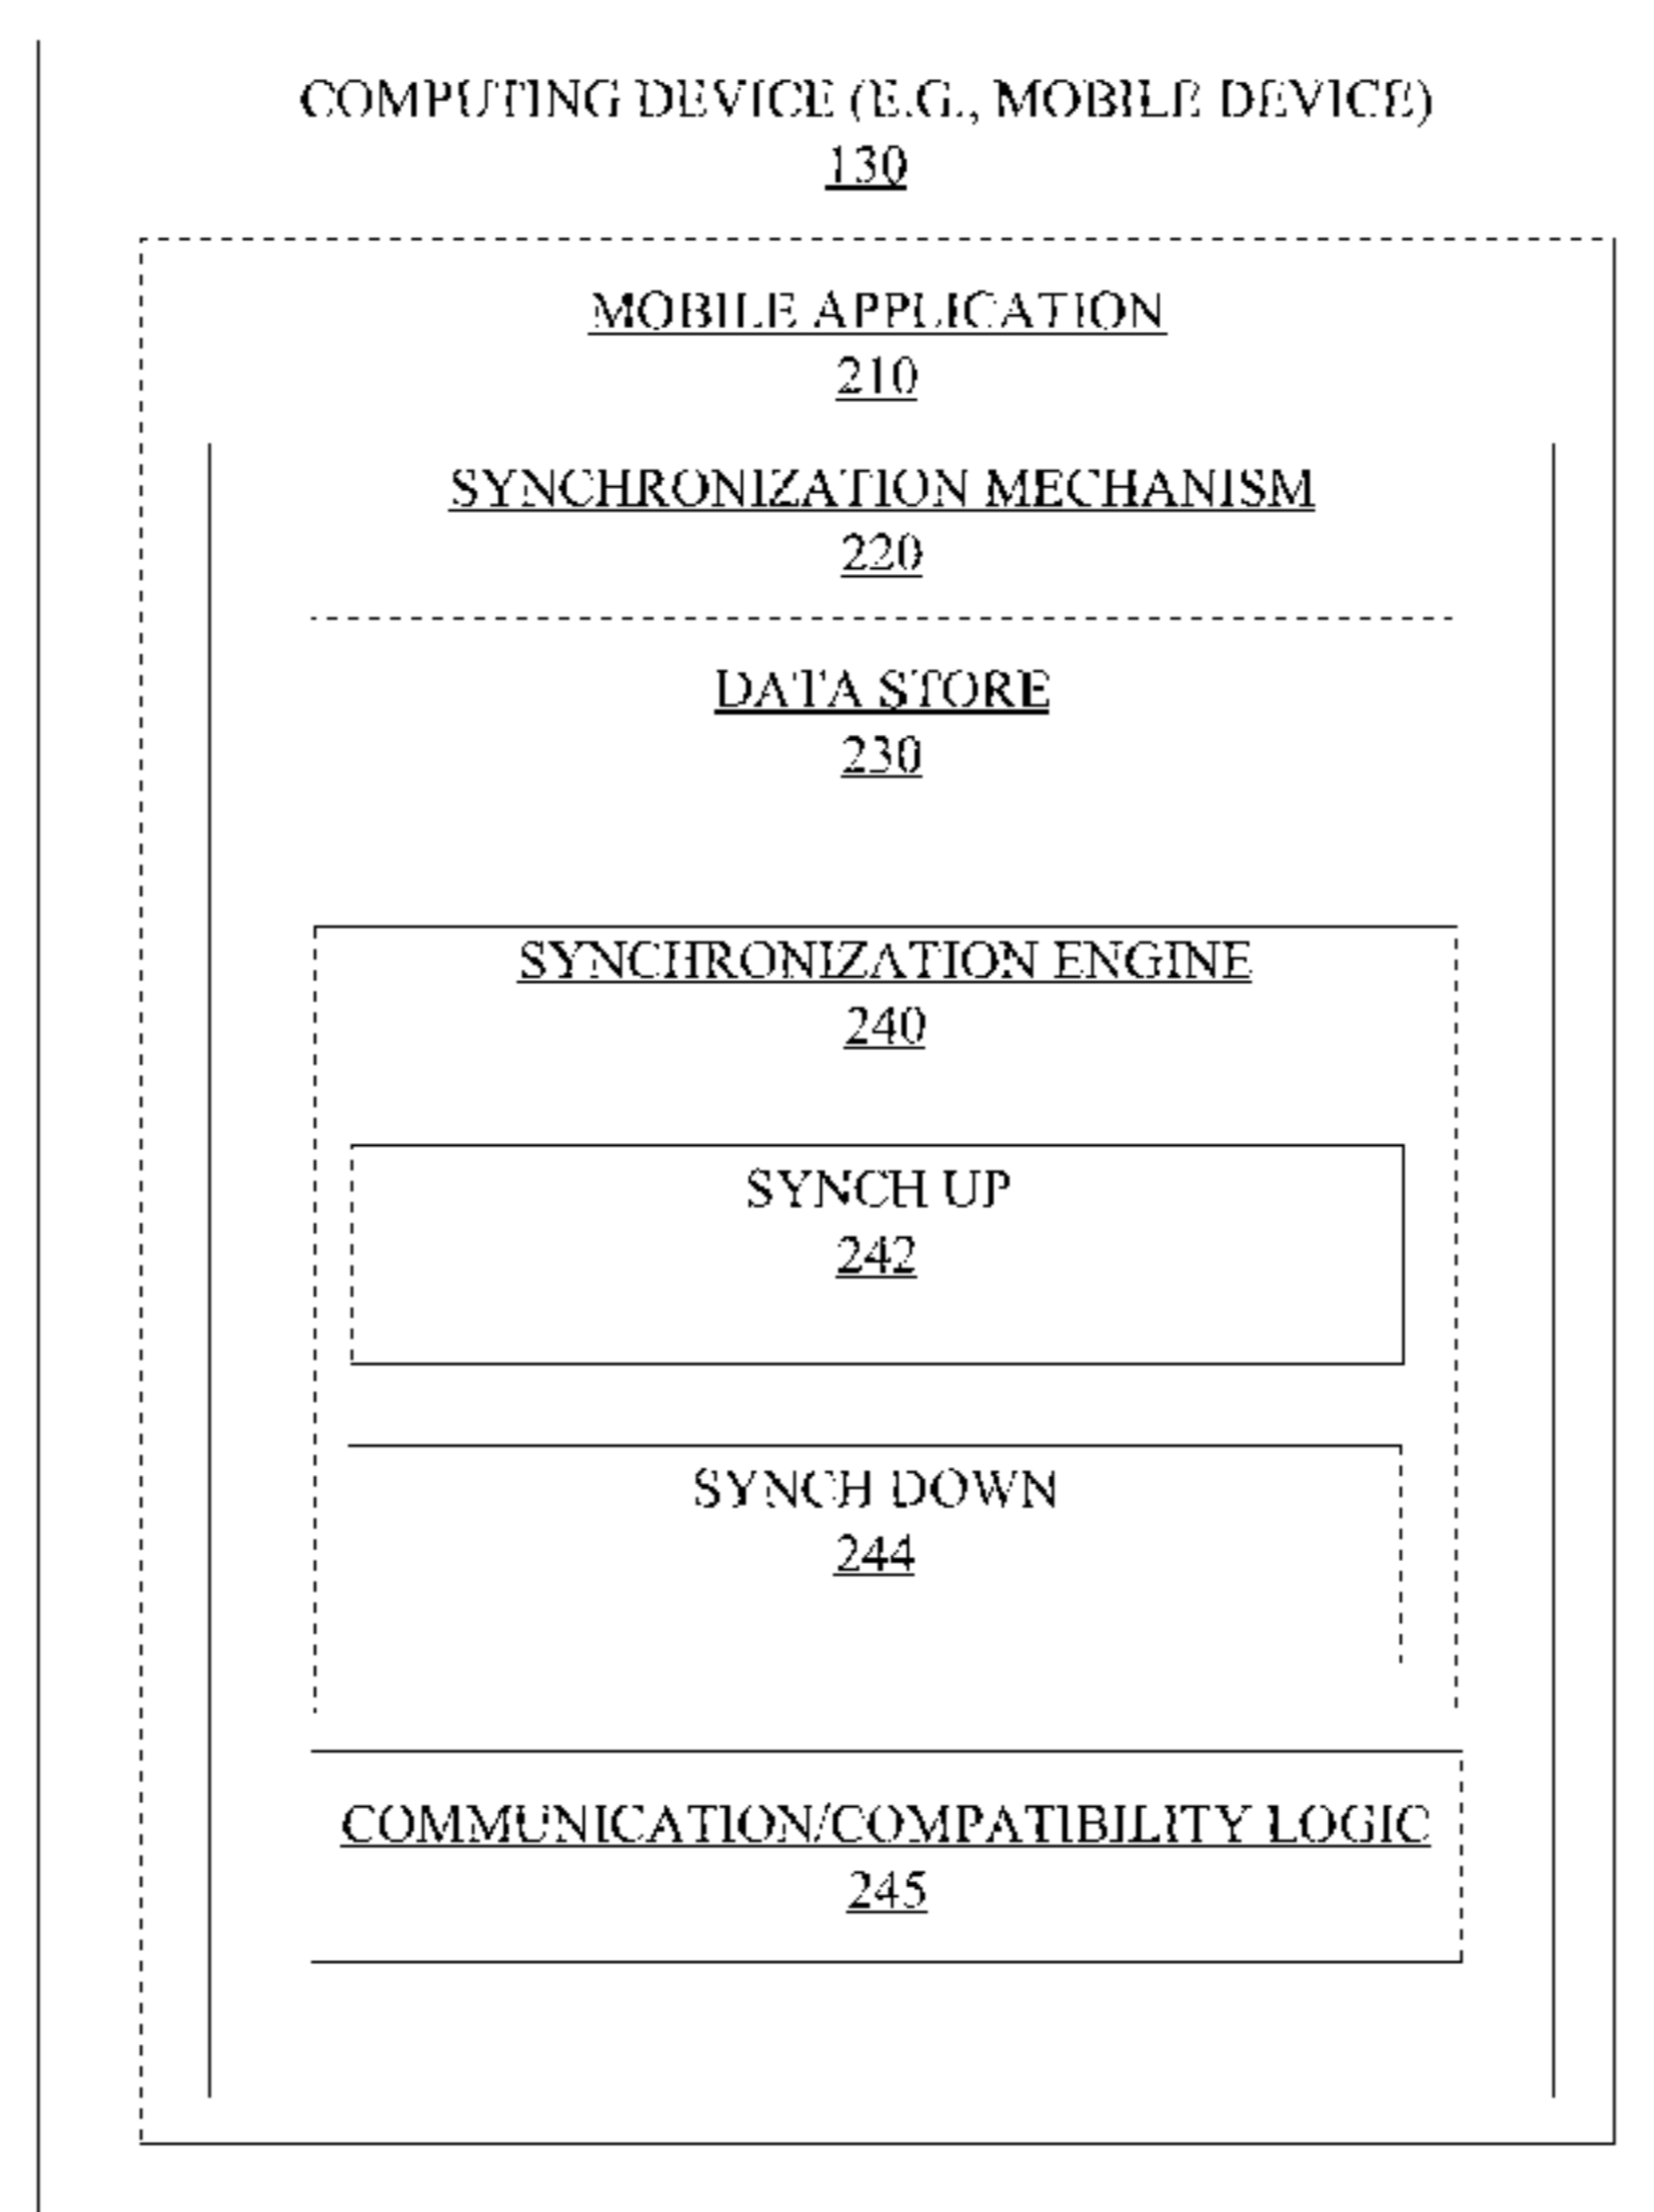 COMPUTING DEVICE (E.G., MOBILE DEVICE)
130
MOBILE APPLICATION
210
SYNCHRONIZATION MECHANISM
220
DATA STORE
230
SYNCHRONIZATION ENGINE
240
SYNCH UP
242
SYNCH DOWN
244
COMMUNICATION/COMPATIBILITY LOGIC
245